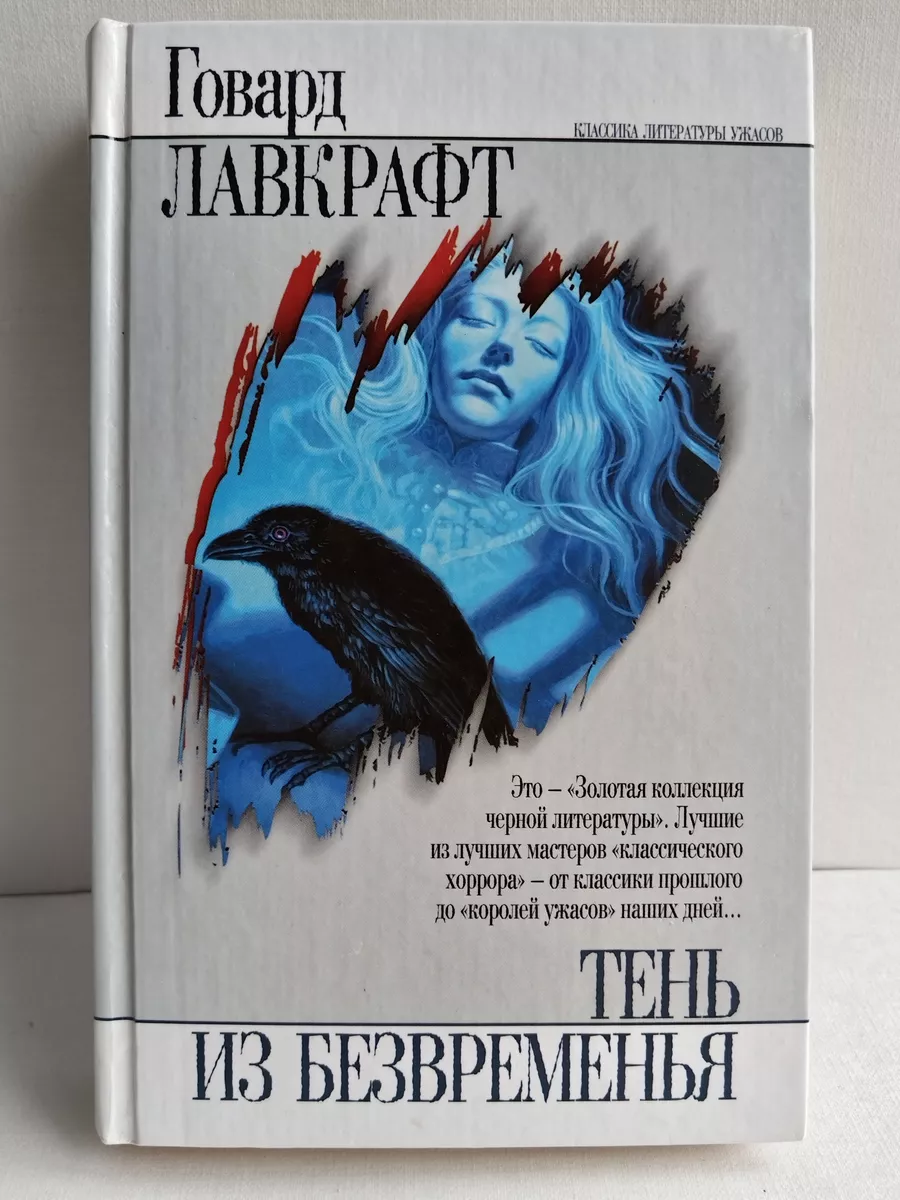 Говард
КЛАССИКА ЛИТЕРАТУРЫ УЖАСОВ
ЛАВКРАФТ
Это – «Золотая коллекция
черной литературы». Лучшие
из лучших мастеров «классического
хоррора» – от классики прошлого
до «королей ужасов» наших дней...
ТЕНЬ
ИЗ БЕЗВРЕМЕНЬЯ